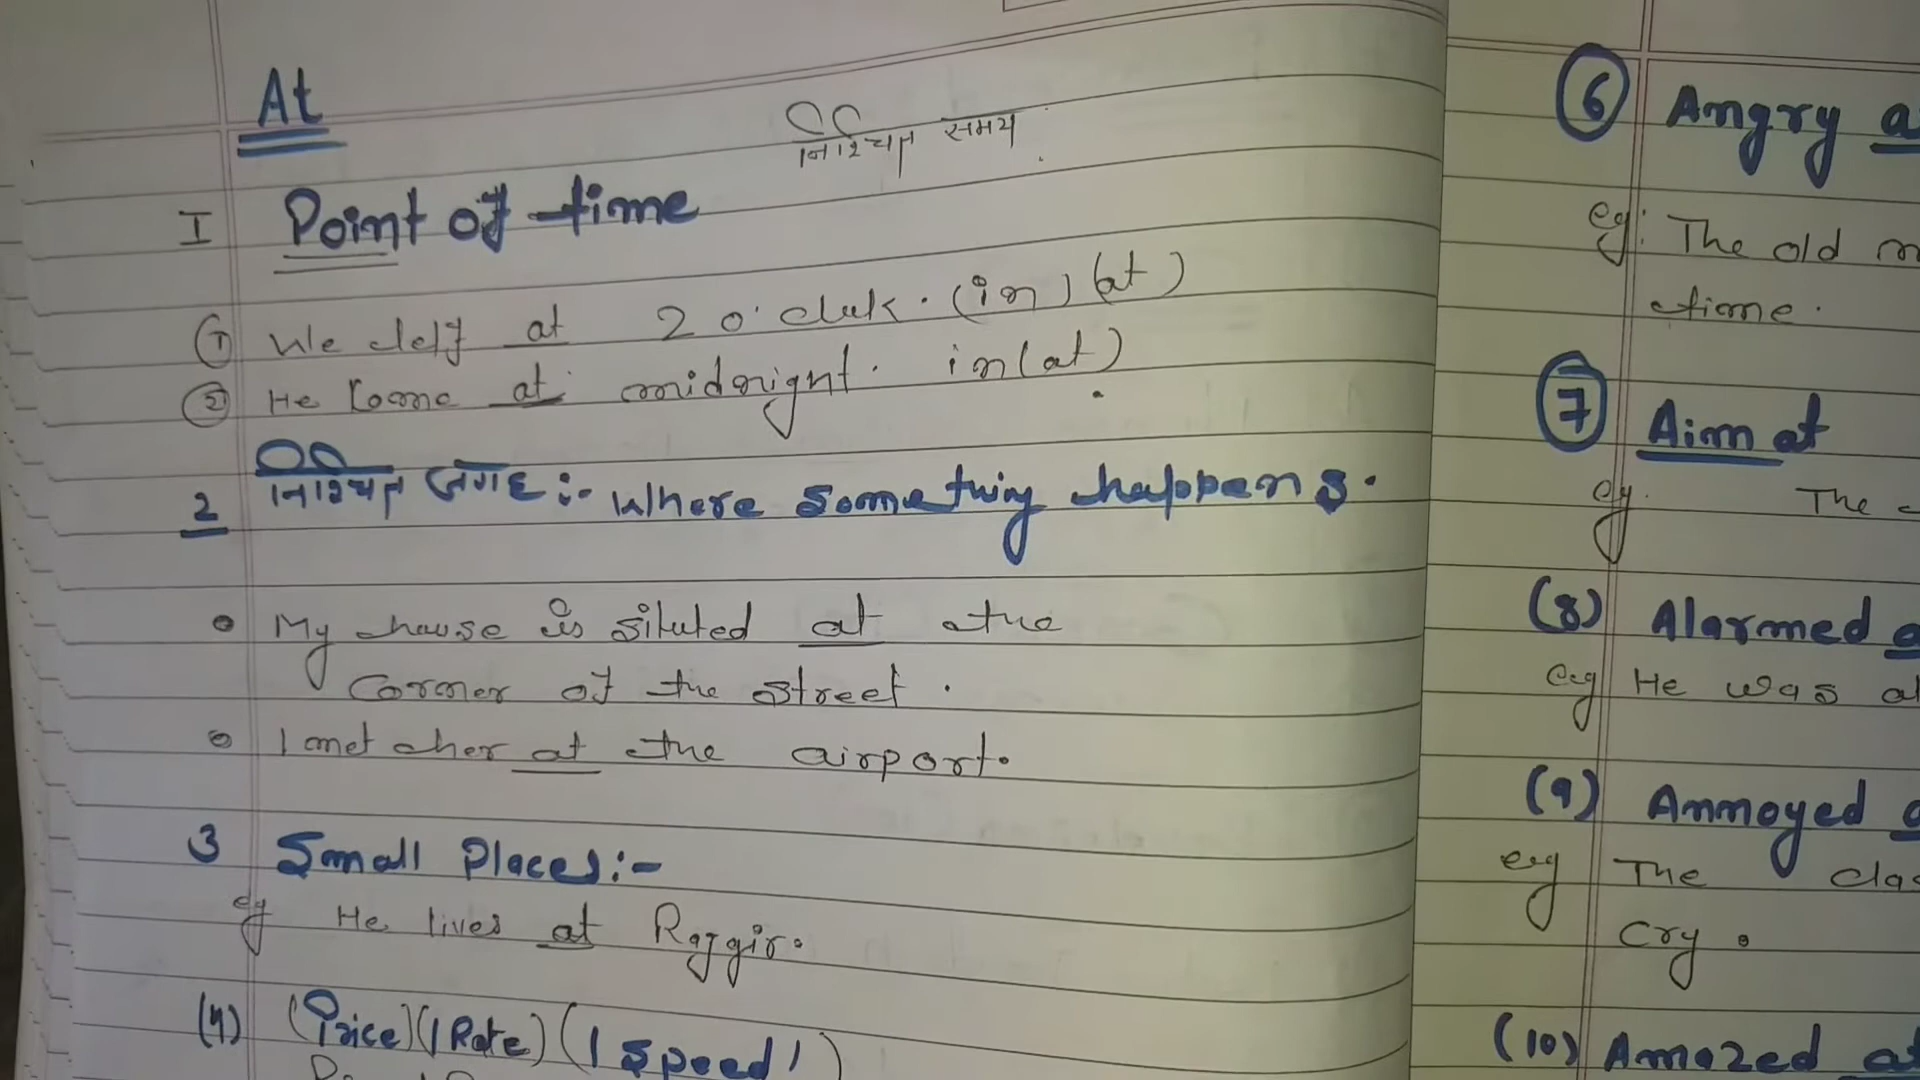 At
निश्चित समय
I Point of time
① We left at 2 o'clock. (in) (at)
② He come at midnight. in (at)
2 निश्चित जगह :- where something happens.
• My house is situted at the
corner of the street.
• I met her at the airport.
3 Small Places :-
eg He lives at Rajgir.
(4) (Price) (Rate) (speed)
⑥ Angry
eg: The old
time.
⑦ Aim at
eg. The
(8) Alarmed
eg He was
(9) Annoyed
eg The
cry.
(10) Amazed at